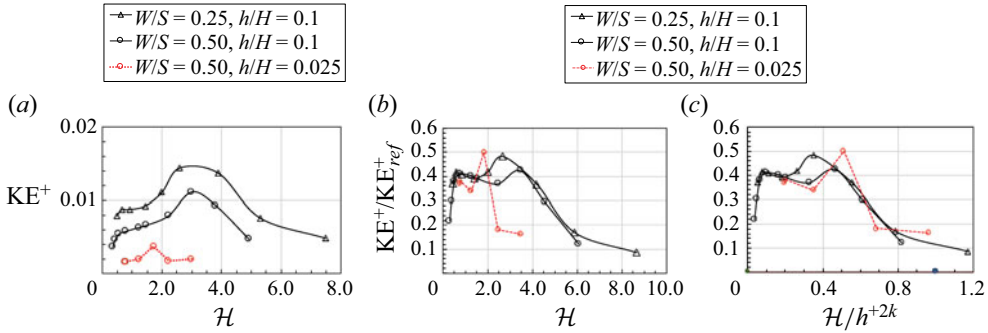 W/S = 0.25, h/H = 0.1
W/S = 0.50, h/H = 0.1
W/S = 0.50, h/H = 0.025
W/S = 0.25, h/H = 0.1
W/S = 0.50, h/H = 0.1
W/S = 0.50, h/H = 0.025
(a)
0.02
0.01
KE⁺
0 2.0 4.0 6.0 8.0
ℋ
(b)
0.6
0.5
0.4
0.3
0.2
0.1
KE⁺/KE⁺ref
0 2.0 4.0 6.0 8.0 10.0
ℋ
(c)
0.6
0.5
0.4
0.3
0.2
0.1
0 0.4 0.8 1.2
ℋ/h⁺²ᵏ